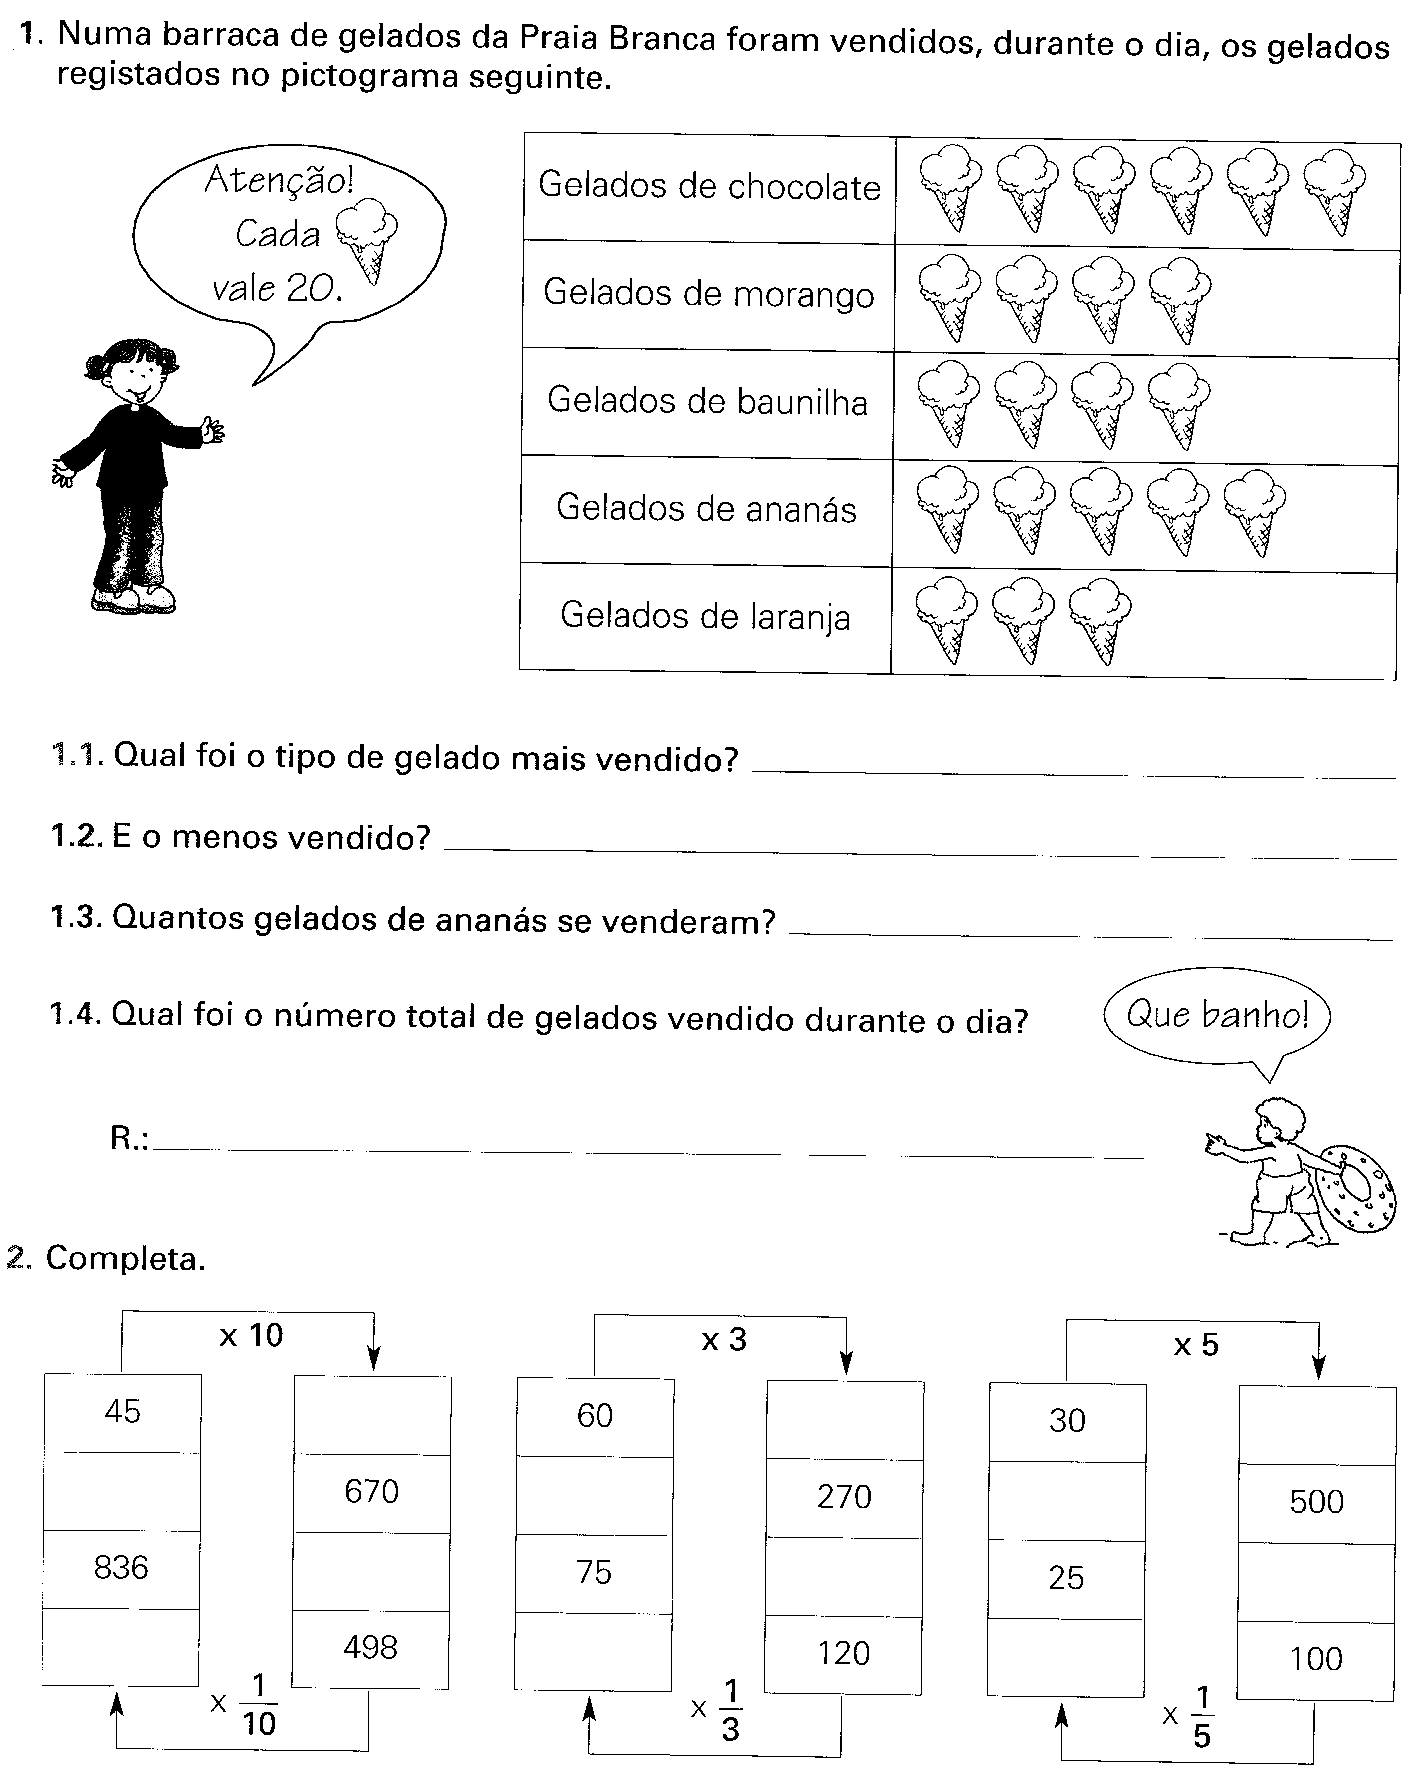 1. Numa barraca de gelados da Praia Branca foram vendidos, durante o dia, os gelados
registados no pictograma seguinte.
Atenção!
Cada
vale 20.
Gelados de chocolate
Gelados de morango
Gelados de baunilha
Gelados de ananás
Gelados de laranja
1.1. Qual foi o tipo de gelado mais vendido?
1.2. E o menos vendido?
1.3. Quantos gelados de ananás se venderam?
1.4. Qual foi o número total de gelados vendido durante o dia?
Que banho!
R.:
2. Completa.
x 10
45
670
836
498
x 1/10
x 3
60
270
75
120
x 1/3
x 5
30
500
25
100
x 1/5